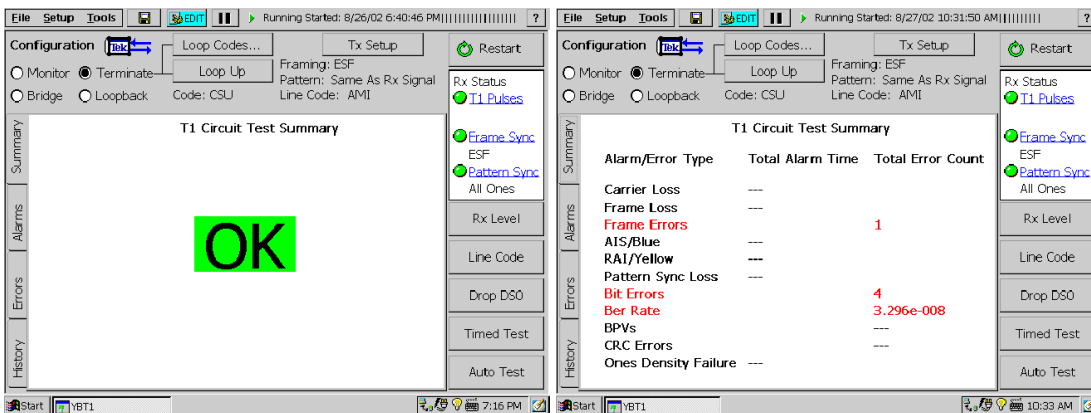 File Setup Tools EDIT Running Started: 8/26/02 6:40:46 PM ?
Configuration Tek Loop Codes... Tx Setup Restart
Monitor Terminate Loop Up Framing: ESF
Pattern: Same As Rx Signal
Bridge Loopback Code: CSU Line Code: AMI
Rx Status
T1 Pulses
Frame Sync
ESF
Pattern Sync
All Ones
Summary
Alarms
Errors
History
T1 Circuit Test Summary
OK
Rx Level
Line Code
Drop DS0
Timed Test
Auto Test
Start YBT1 7:16 PM
File Setup Tools EDIT Running Started: 8/27/02 10:31:50 AM ?
Configuration Tek Loop Codes... Tx Setup Restart
Monitor Terminate Loop Up Framing: ESF
Pattern: Same As Rx Signal
Bridge Loopback Code: CSU Line Code: AMI
Rx Status
T1 Pulses
Frame Sync
ESF
Pattern Sync
All Ones
Summary
Alarms
Errors
History
T1 Circuit Test Summary
Alarm/Error Type Total Alarm Time Total Error Count
Carrier Loss ---
Frame Loss ---
Frame Errors 1
AIS/Blue ---
RAI/Yellow ---
Pattern Sync Loss ---
Bit Errors 4
Ber Rate 3.296e-008
BPVs ---
CRC Errors ---
Ones Density Failure ---
Rx Level
Line Code
Drop DS0
Timed Test
Auto Test
Start YBT1 10:33 AM